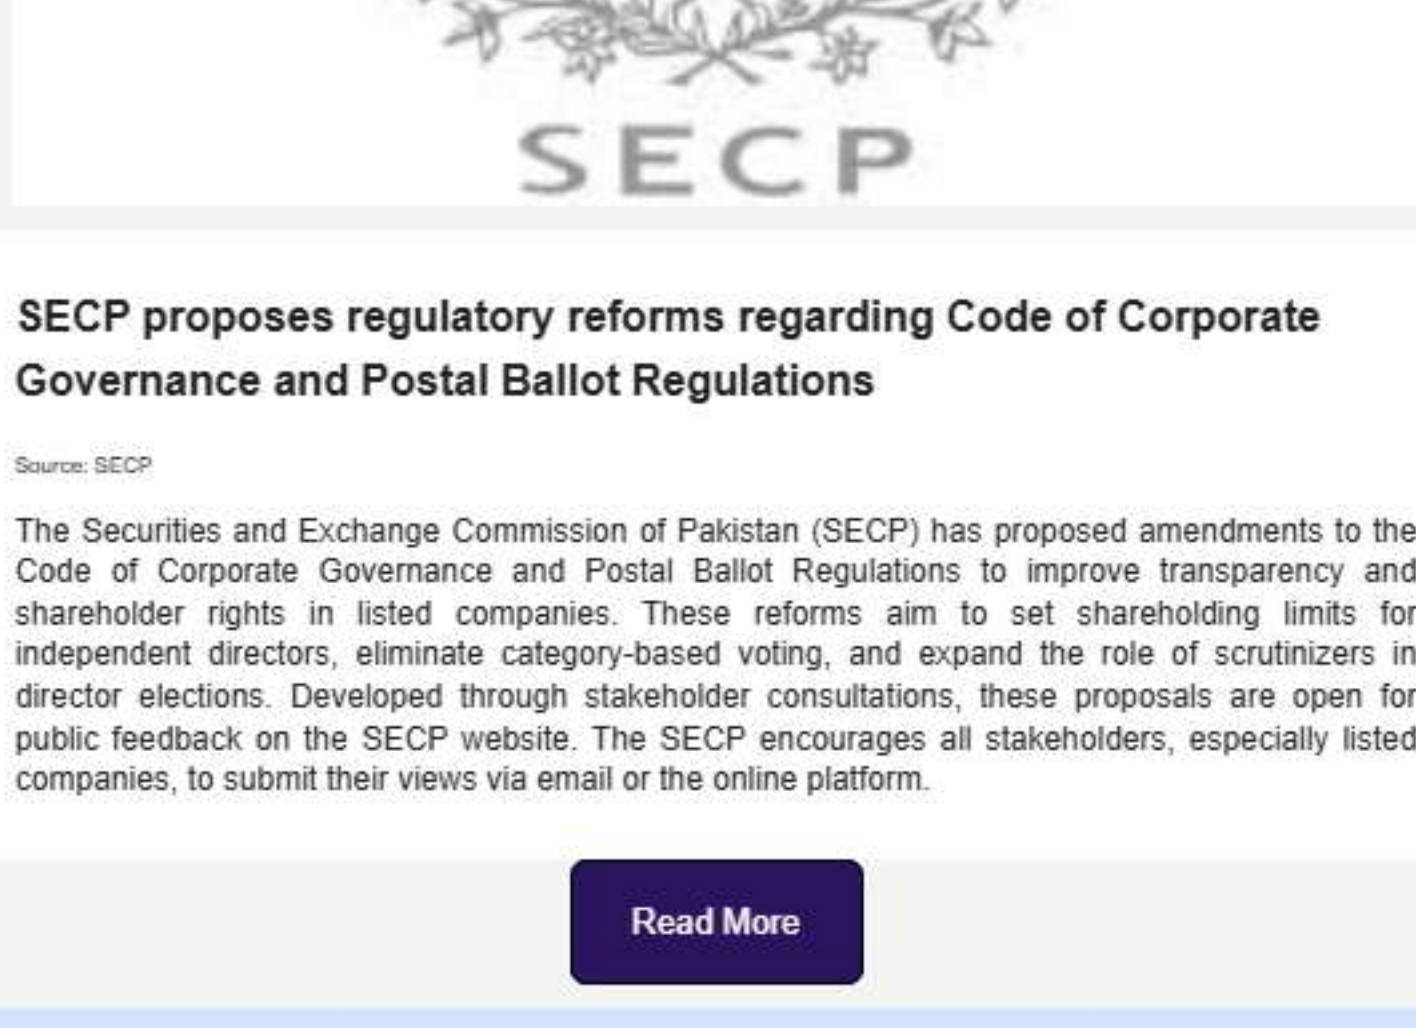 SECP
SECP proposes regulatory reforms regarding Code of Corporate
Governance and Postal Ballot Regulations
Source: SECP
The Securities and Exchange Commission of Pakistan (SECP) has proposed amendments to the
Code of Corporate Governance and Postal Ballot Regulations to improve transparency and
shareholder rights in listed companies. These reforms aim to set shareholding limits for
independent directors, eliminate category-based voting, and expand the role of scrutinizers in
director elections. Developed through stakeholder consultations, these proposals are open for
public feedback on the SECP website. The SECP encourages all stakeholders, especially listed
companies, to submit their views via email or the online platform.
Read More